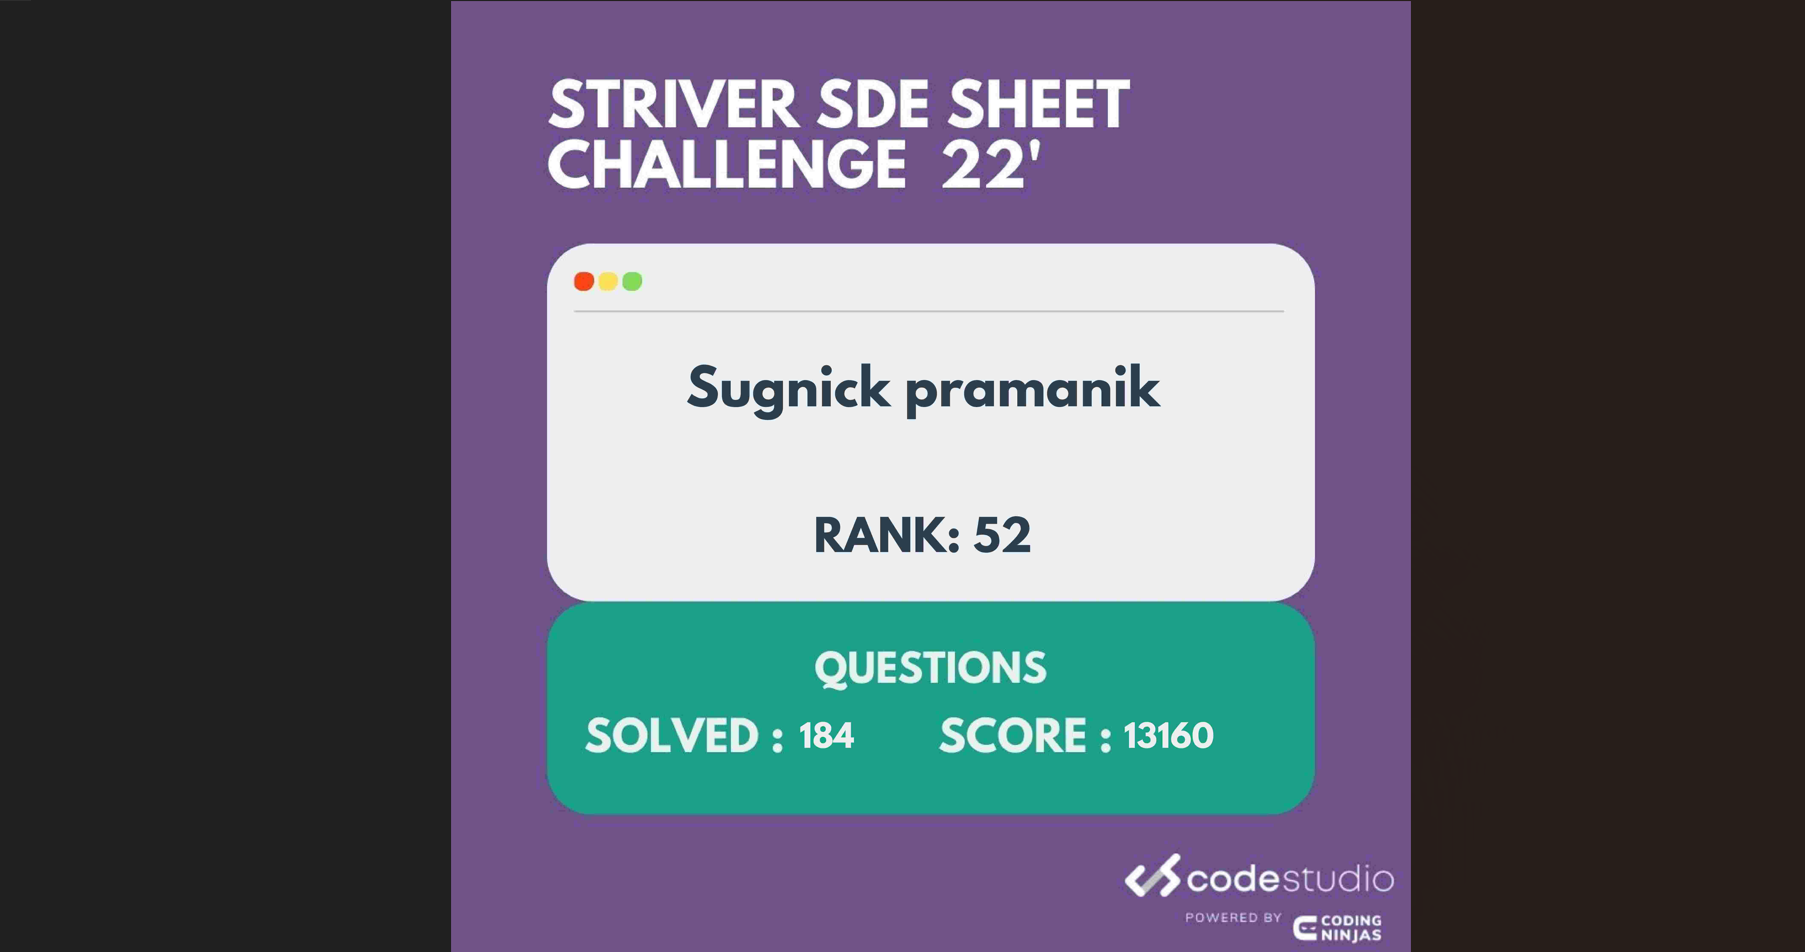 STRIVER SDE SHEET
CHALLENGE 22'
Sugnick pramanik
RANK: 52
QUESTIONS
SOLVED : 184 SCORE : 13160
codestudio
POWERED BY CODING NINJAS